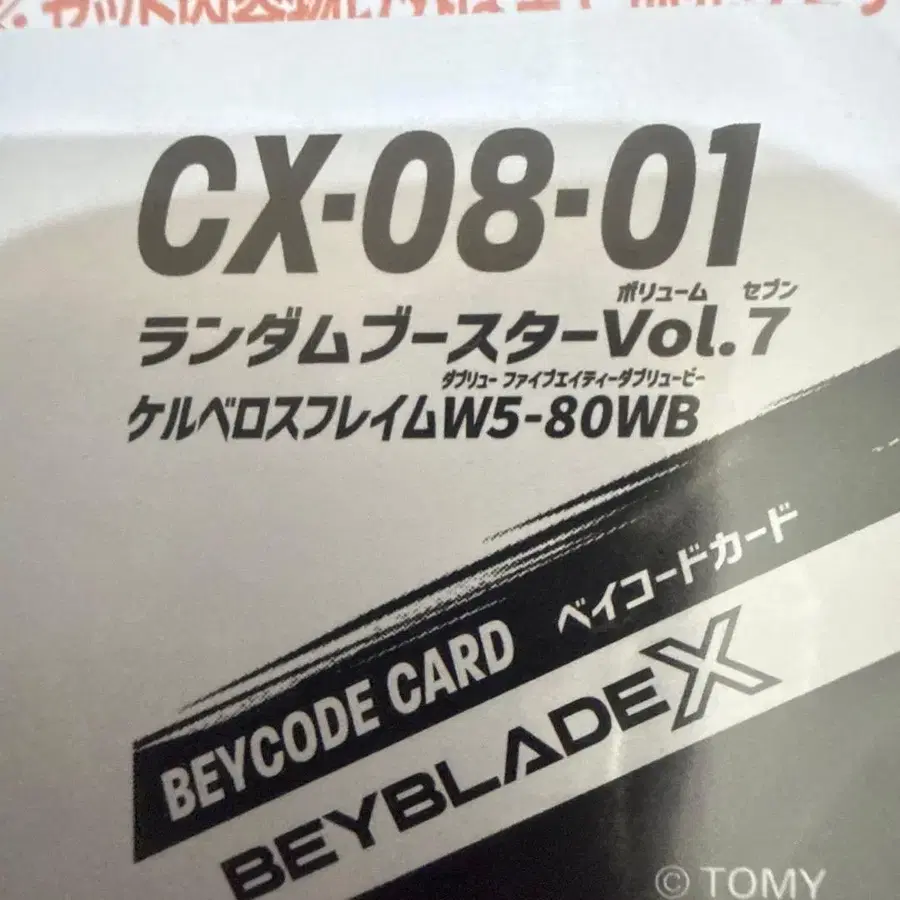 CX-08-01
ボリューム セブン
ランダムブースターVol.7
ダブリュー ファイブエイティーダブリュービー
ケルベロスフレイムW5-80WB
BEYCODE CARD ベイコードカード
BEYBLADE X
© TOMY